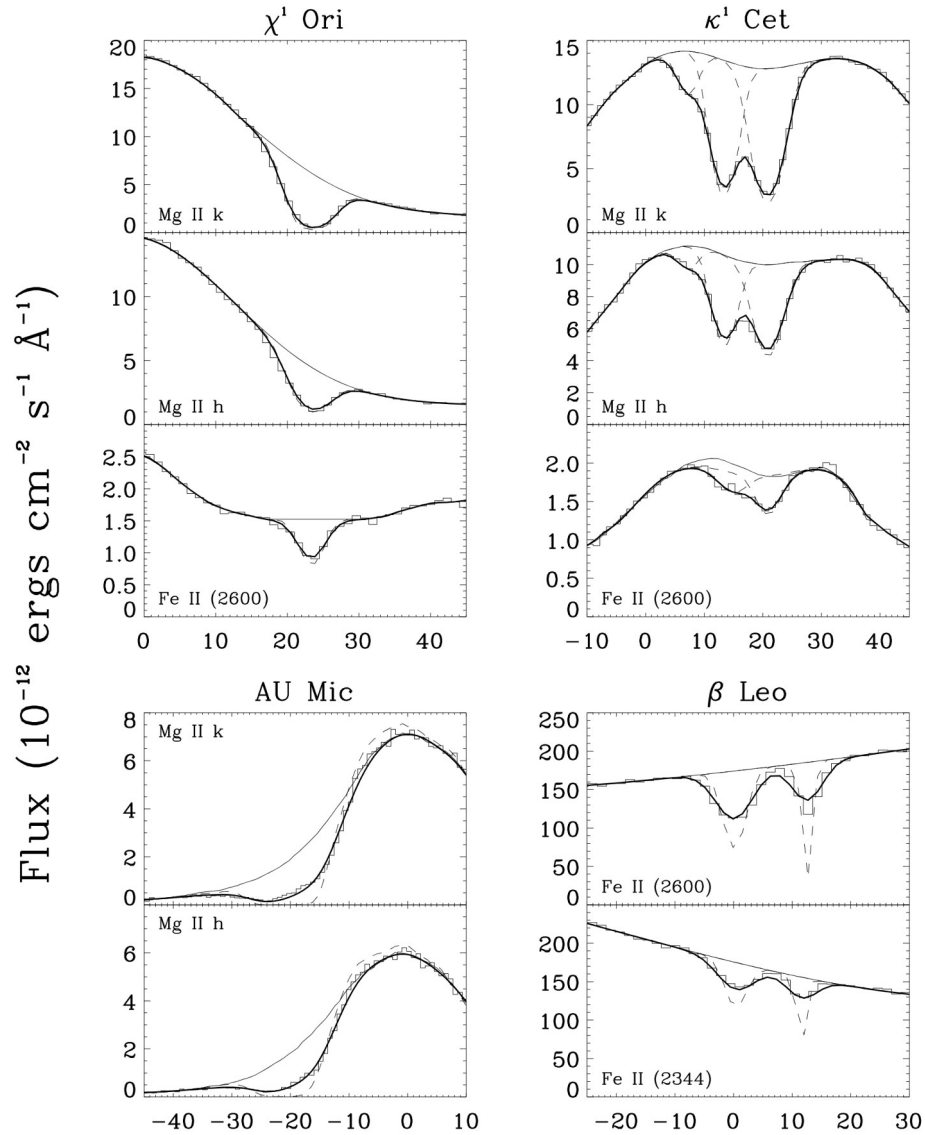 χ¹ Ori
κ¹ Cet
20
15
10
5
0
Mg II k
15
10
5
0
Mg II k
10
5
0
Mg II h
10
8
6
4
2
0
Mg II h
2.5
2.0
1.5
1.0
0.5
0
Fe II (2600)
0 10 20 30 40
2.0
1.5
1.0
0.5
0
Fe II (2600)
-10 0 10 20 30
Flux (10⁻¹² ergs cm⁻² s⁻¹ Å⁻¹)
AU Mic
β Leo
8
6
4
2
0
Mg II k
250
200
150
100
50
0
Fe II (2600)
6
4
2
0
Mg II h
-40 -30 -20 -10 0 10
200
150
100
50
0
Fe II (2344)
-20 -10 0 10 20 30